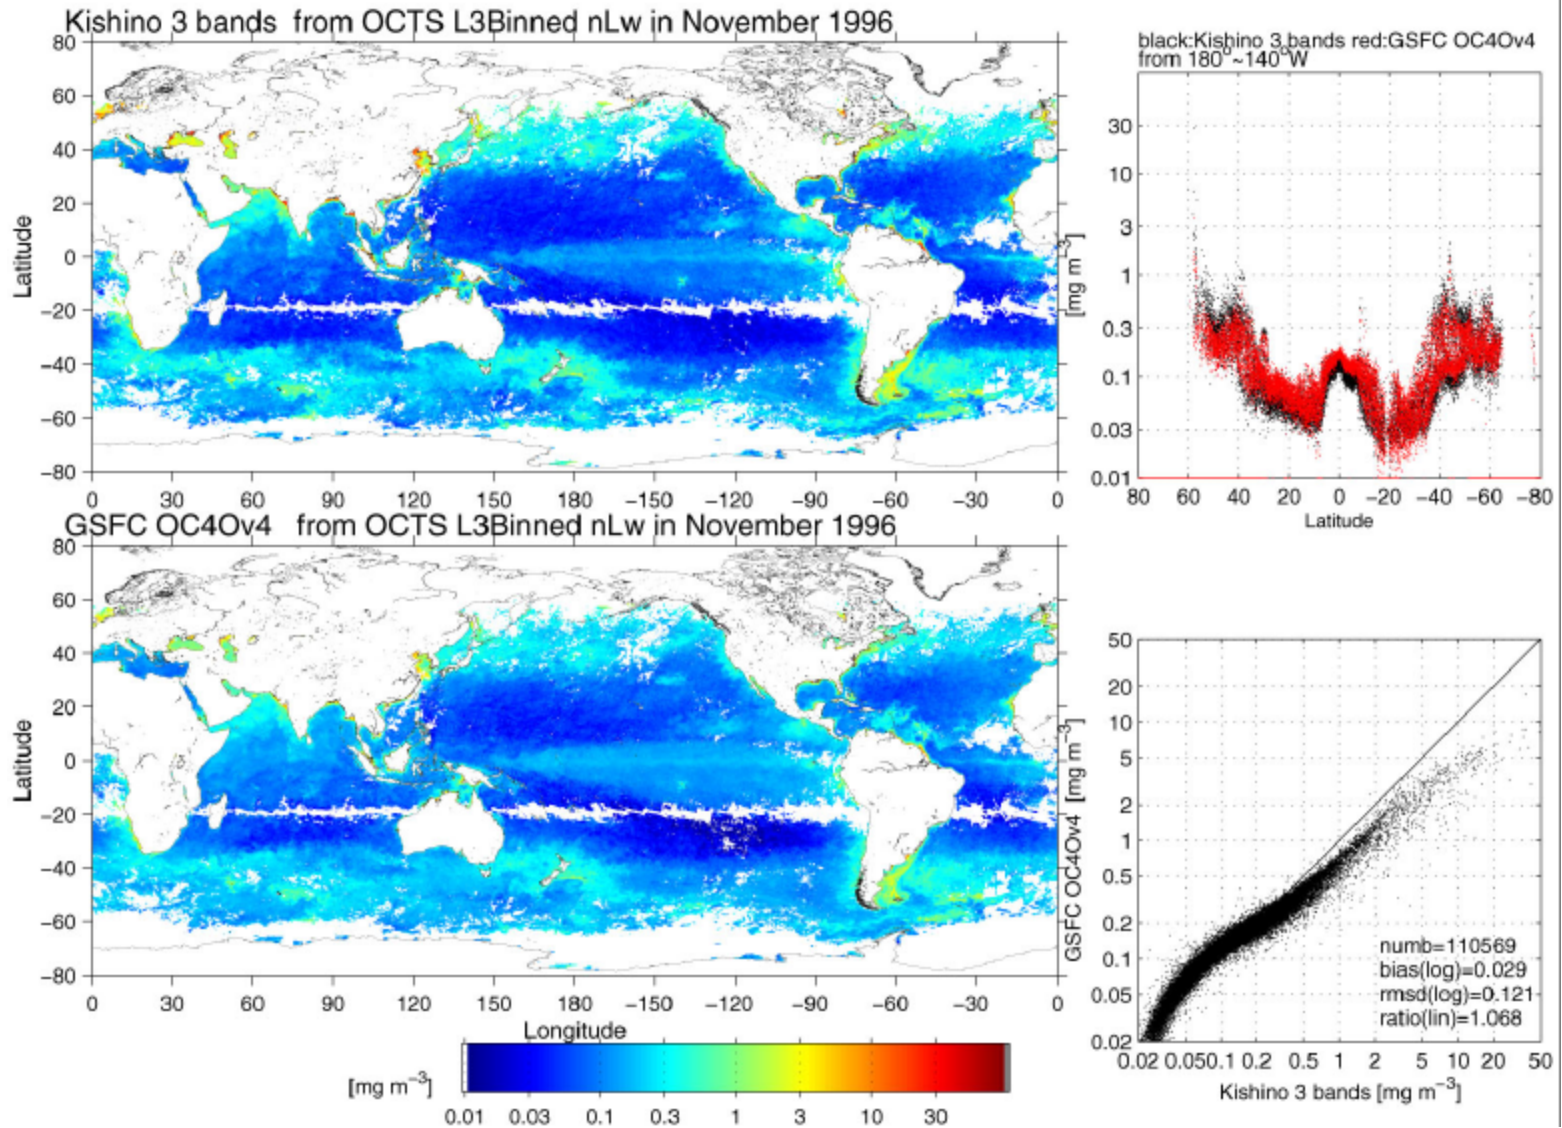 Kishino 3 bands from OCTS L3Binned nLw in November 1996
80
60
40
20
0
−20
−40
−60
−80
Latitude
0 30 60 90 120 150 180 −150 −120 −90 −60 −30 0
GSFC OC4Ov4 from OCTS L3Binned nLw in November 1996
80
60
40
20
0
−20
−40
−60
−80
Latitude
0 30 60 90 120 150 180 −150 −120 −90 −60 −30 0
Longitude
[mg m⁻³]
0.01 0.03 0.1 0.3 1 3 10 30
black:Kishino 3 bands red:GSFC OC4Ov4
from 180°~140°W
[mg m⁻³]
30
10
3
1
0.3
0.1
0.03
0.01
80 60 40 20 0 −20 −40 −60 −80
Latitude
GSFC OC4Ov4 [mg m⁻³]
50
20
10
5
2
1
0.5
0.2
0.1
0.05
0.02
numb=110569
bias(log)=0.029
rmsd(log)=0.121
ratio(lin)=1.068
0.02 0.05 0.1 0.2 0.5 1 2 5 10 20 50
Kishino 3 bands [mg m⁻³]